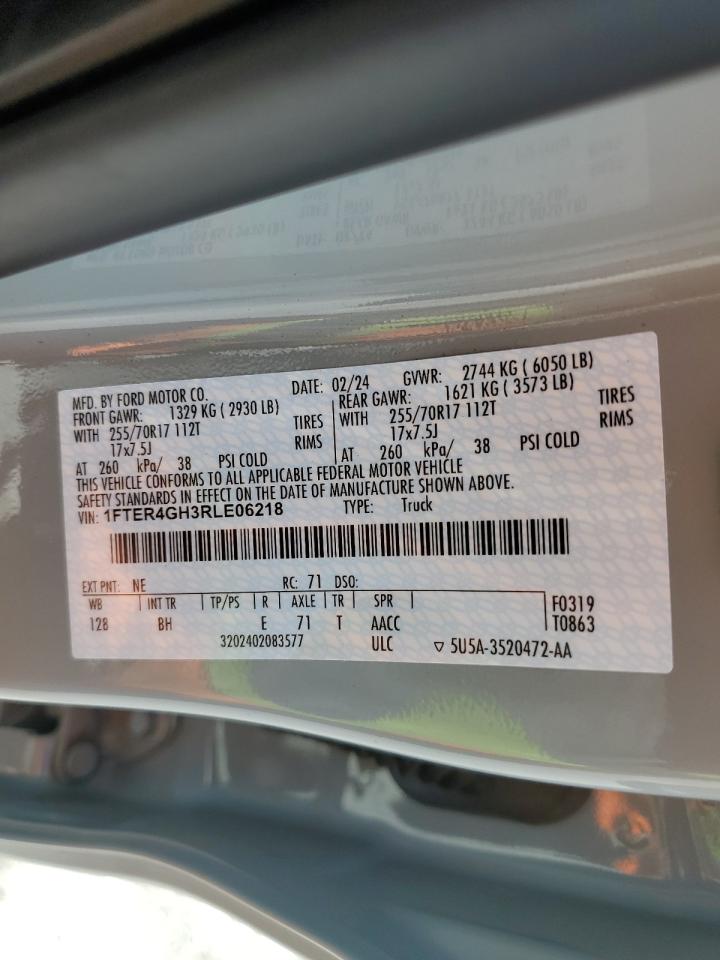 MFD. BY FORD MOTOR CO. DATE: 02/24 GVWR: 2744 KG ( 6050 LB)
FRONT GAWR: 1329 KG ( 2930 LB) REAR GAWR: 1621 KG ( 3573 LB)
WITH 255/70R17 112T TIRES WITH 255/70R17 112T TIRES
17x7.5J RIMS 17x7.5J RIMS
AT 260 kPa/ 38 PSI COLD AT 260 kPa/ 38 PSI COLD
THIS VEHICLE CONFORMS TO ALL APPLICABLE FEDERAL MOTOR VEHICLE
SAFETY STANDARDS IN EFFECT ON THE DATE OF MANUFACTURE SHOWN ABOVE.
VIN: 1FTER4GH3RLE06218 TYPE: Truck
EXT PNT: NE RC: 71 DSO:
WB INT TR TP/PS R AXLE TR SPR F0319
128 BH E 71 T AACC T0863
3202402083577 ULC ▽ 5U5A-3520472-AA